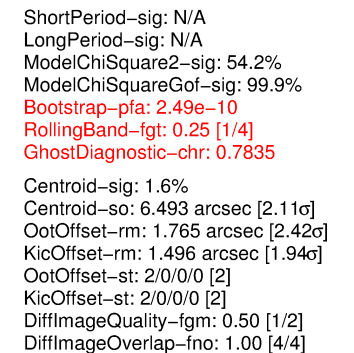 ShortPeriod−sig: N/A
LongPeriod−sig: N/A
ModelChiSquare2−sig: 54.2%
ModelChiSquareGof−sig: 99.9%
Bootstrap−pfa: 2.49e−10
RollingBand−fgt: 0.25 [1/4]
GhostDiagnostic−chr: 0.7835
Centroid−sig: 1.6%
Centroid−so: 6.493 arcsec [2.11σ]
OotOffset−rm: 1.765 arcsec [2.42σ]
KicOffset−rm: 1.496 arcsec [1.94σ]
OotOffset−st: 2/0/0/0 [2]
KicOffset−st: 2/0/0/0 [2]
DiffImageQuality−fgm: 0.50 [1/2]
DiffImageOverlap−fno: 1.00 [4/4]